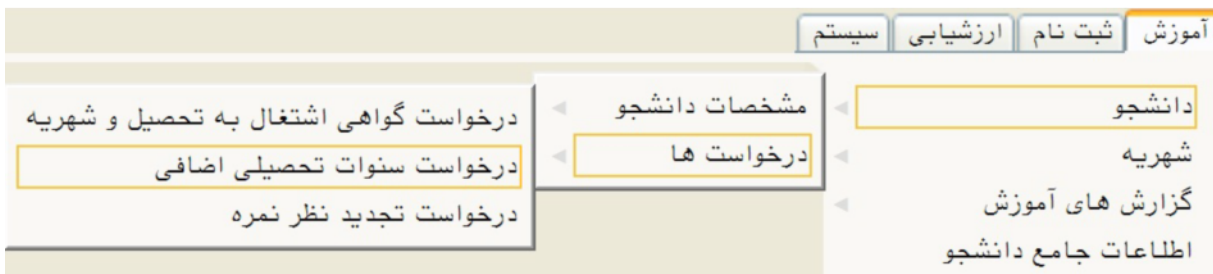 آموزش ثبت نام ارزشیابی سیستم
دانشجو
شهریه
گزارش های آموزش
اطلاعات جامع دانشجو
مشخصات دانشجو
درخواست ها
درخواست گواهی اشتغال به تحصیل و شهریه
درخواست سنوات تحصیلی اضافی
درخواست تجدید نظر نمره